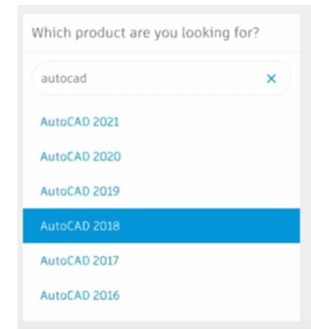 Which product are you looking for?
autocad
AutoCAD 2021
AutoCAD 2020
AutoCAD 2019
AutoCAD 2018
AutoCAD 2017
AutoCAD 2016